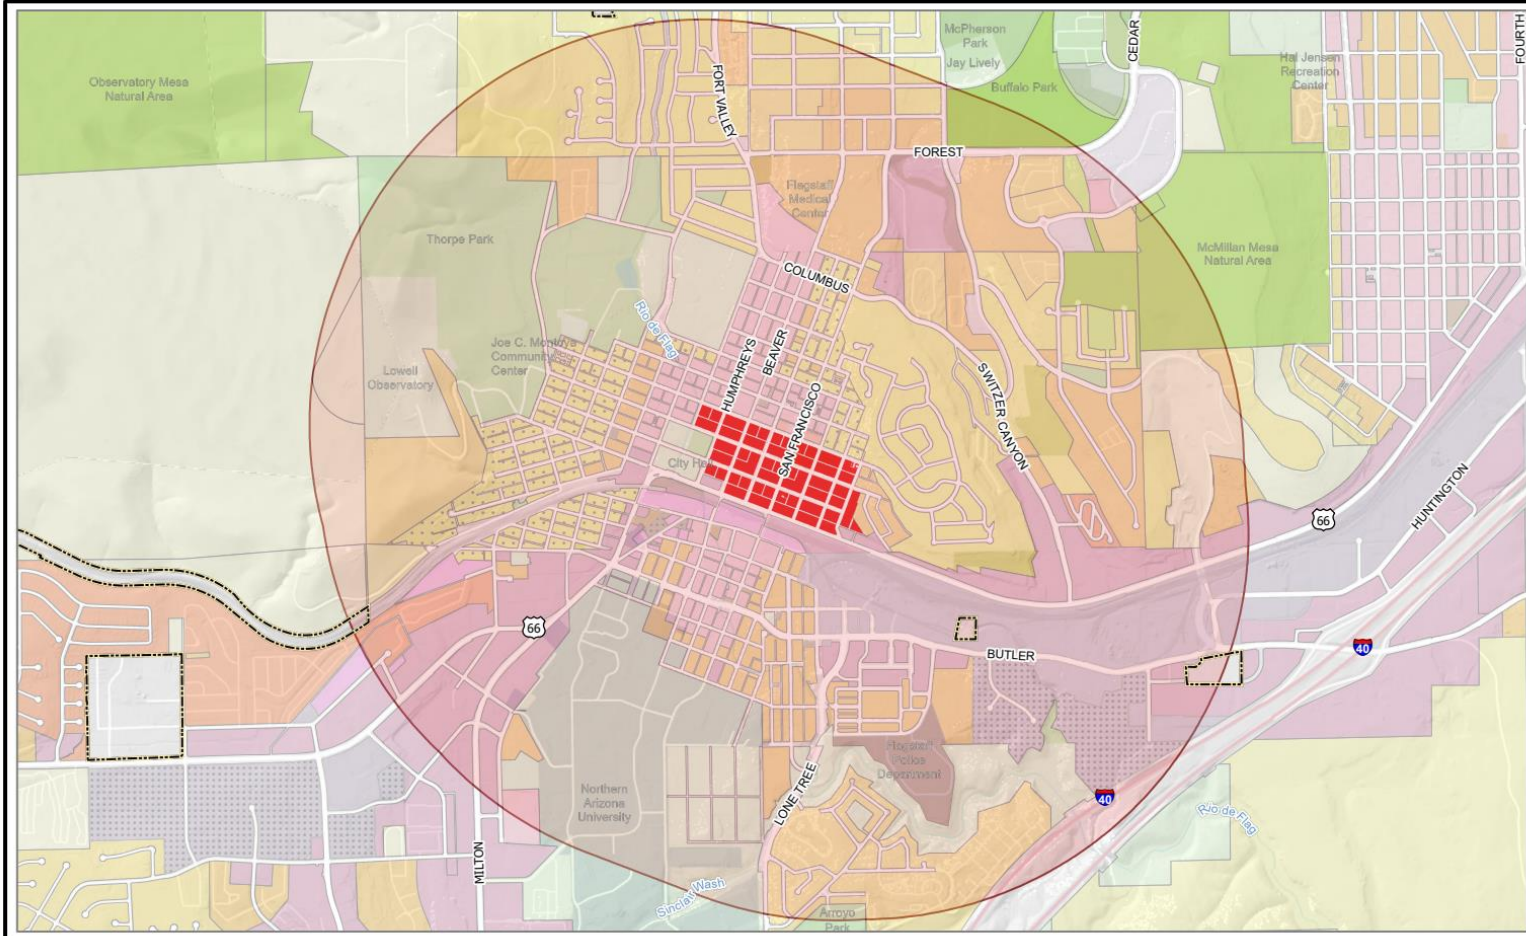 McPherson
Park
Jay Lively
Buffalo Park
CEDAR
Hal Jensen
Recreation
Center
FOURTH
Observatory Mesa
Natural Area
FORT VALLEY
FOREST
Flagstaff
Medical
Center
Thorpe Park
McMillan Mesa
Natural Area
COLUMBUS
Rio de Flag
Joe C. Montoya
Community
Center
Lowell
Observatory
HUMPHREYS
BEAVER
SAN FRANCISCO
SWITZER CANYON
City Hall
66
HUNTINGTON
66
BUTLER
40
Flagstaff
Police
Department
LONE TREE
Northern
Arizona
University
40
Rio de Flag
MILTON
Sinclair Wash
Arroyo
Park